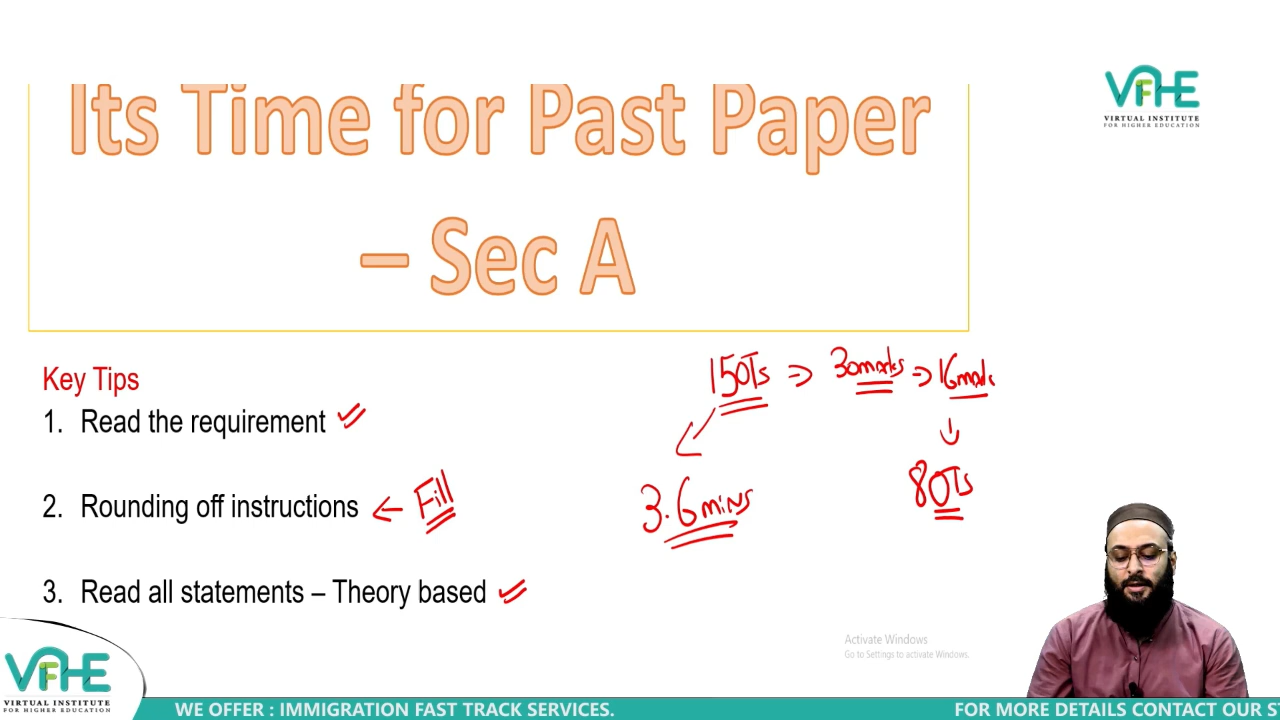 Its Time for Past Paper
– Sec A
VFHE
VIRTUAL INSTITUTE
FOR HIGHER EDUCATION
Key Tips
1. Read the requirement
2. Rounding off instructions
Fill
3. Read all statements – Theory based
15OTs ⇒ 30marks ⇒ 16marks
3.6mins
8OTs
Activate Windows
Go to Settings to activate Windows.
VFHE
VIRTUAL INSTITUTE
FOR HIGHER EDUCATION
WE OFFER : IMMIGRATION FAST TRACK SERVICES.
FOR MORE DETAILS CONTACT OUR S